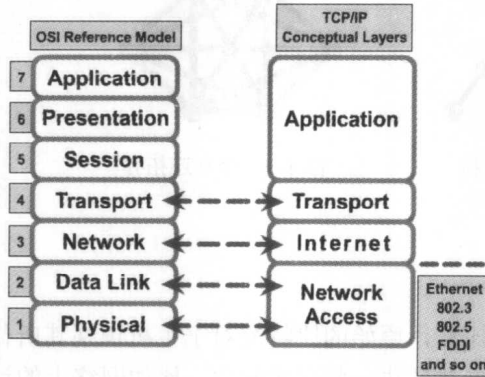 OSI Reference Model
7 Application
6 Presentation
5 Session
4 Transport
3 Network
2 Data Link
1 Physical
TCP/IP
Conceptual Layers
Application
Transport
Internet
Network
Access
Ethernet
802.3
802.5
FDDI
and so on